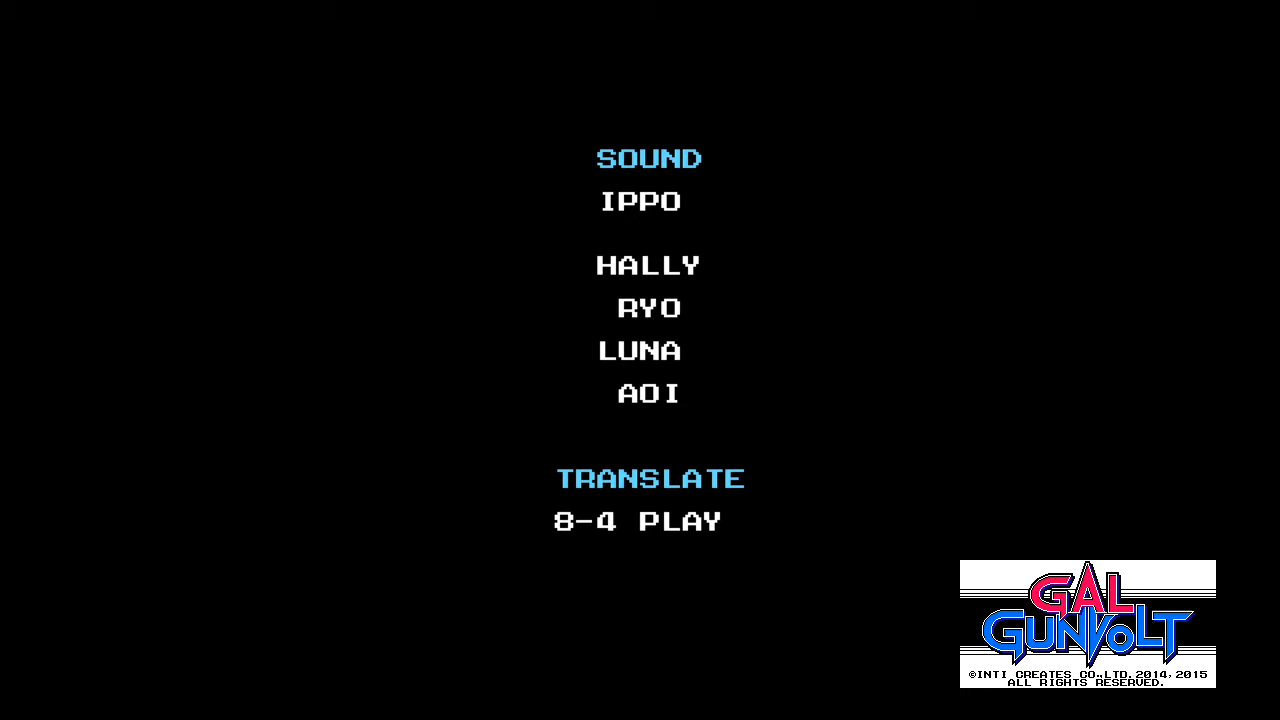 SOUND
IPPO
HALLY
RYO
LUNA
AOI
TRANSLATE
8-4 PLAY
GAL
GUNVOLT
©INTI CREATES CO.,LTD.2014,2015
ALL RIGHTS RESERVED.